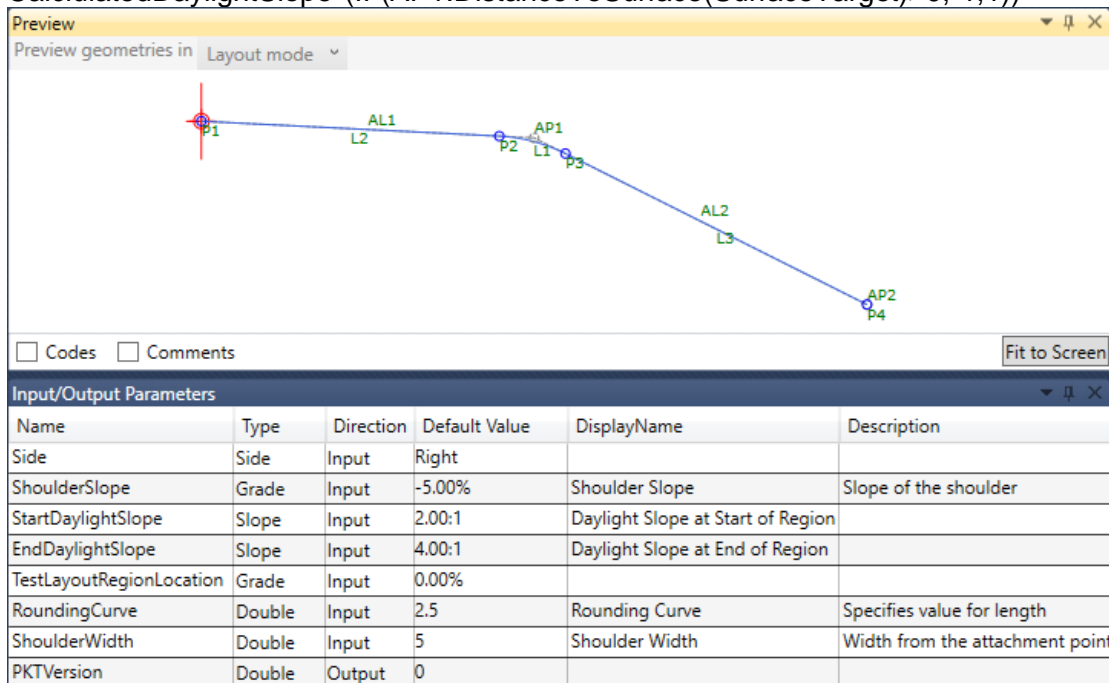 Preview
Preview geometries in Layout mode
P1
AL1
L2
P2
AP1
L1
P3
AL2
L3
AP2
P4
Codes Comments Fit to Screen
Input/Output Parameters
Name Type Direction Default Value DisplayName Description
Side Side Input Right
ShoulderSlope Grade Input -5.00% Shoulder Slope Slope of the shoulder
StartDaylightSlope Slope Input 2.00:1 Daylight Slope at Start of Region
EndDaylightSlope Slope Input 4.00:1 Daylight Slope at End of Region
TestLayoutRegionLocation Grade Input 0.00%
RoundingCurve Double Input 2.5 Rounding Curve Specifies value for length
ShoulderWidth Double Input 5 Shoulder Width Width from the attachment point
PKTVersion Double Output 0